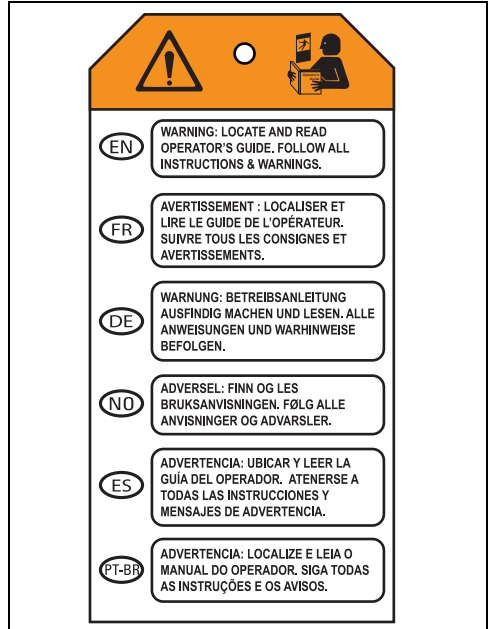 Operator's
Guide
EN
WARNING: LOCATE AND READ
OPERATOR'S GUIDE. FOLLOW ALL
INSTRUCTIONS & WARNINGS.
FR
AVERTISSEMENT : LOCALISER ET
LIRE LE GUIDE DE L'OPÉRATEUR.
SUIVRE TOUS LES CONSIGNES ET
AVERTISSEMENTS.
DE
WARNUNG: BETREIBSANLEITUNG
AUSFINDIG MACHEN UND LESEN. ALLE
ANWEISUNGEN UND WARHINWEISE
BEFOLGEN.
NO
ADVERSEL: FINN OG LES
BRUKSANVISNINGEN. FØLG ALLE
ANVISNINGER OG ADVARSLER.
ES
ADVERTENCIA: UBICAR Y LEER LA
GUÍA DEL OPERADOR. ATENERSE A
TODAS LAS INSTRUCCIONES Y
MENSAJES DE ADVERTENCIA.
PT-BR
ADVERTENCIA: LOCALIZE E LEIA O
MANUAL DO OPERADOR. SIGA TODAS
AS INSTRUÇÕES E OS AVISOS.